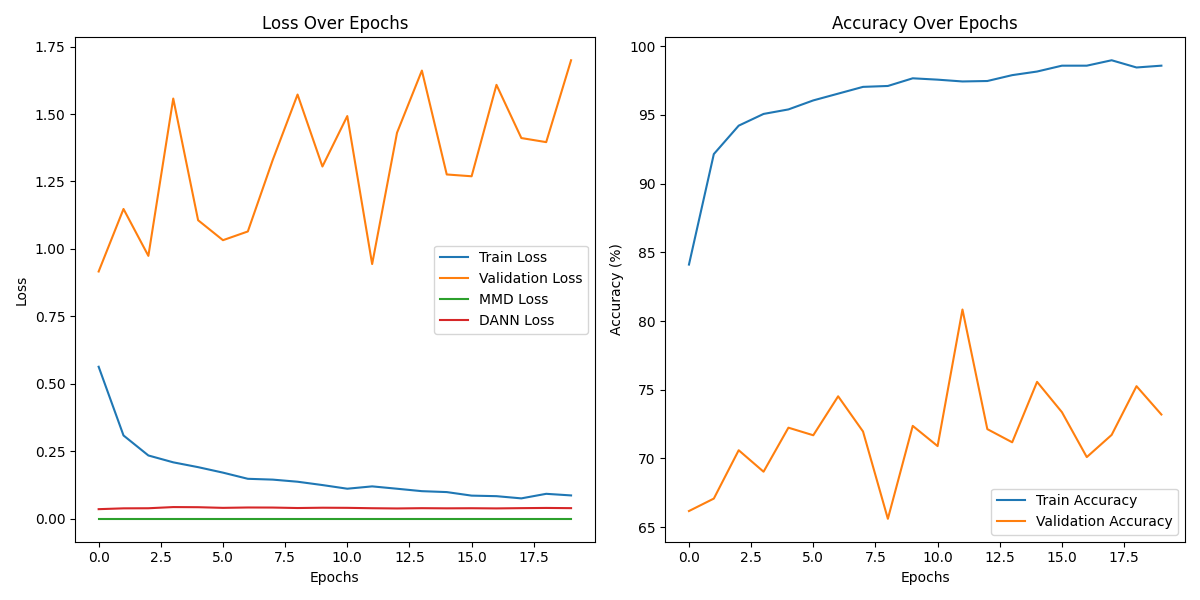 Loss Over Epochs
1.75
1.50
1.25
1.00
0.75
0.50
0.25
0.00
Loss
Train Loss
Validation Loss
MMD Loss
DANN Loss
0.0 2.5 5.0 7.5 10.0 12.5 15.0 17.5
Epochs
Accuracy Over Epochs
100
95
90
85
80
75
70
65
Accuracy (%)
Train Accuracy
Validation Accuracy
0.0 2.5 5.0 7.5 10.0 12.5 15.0 17.5
Epochs